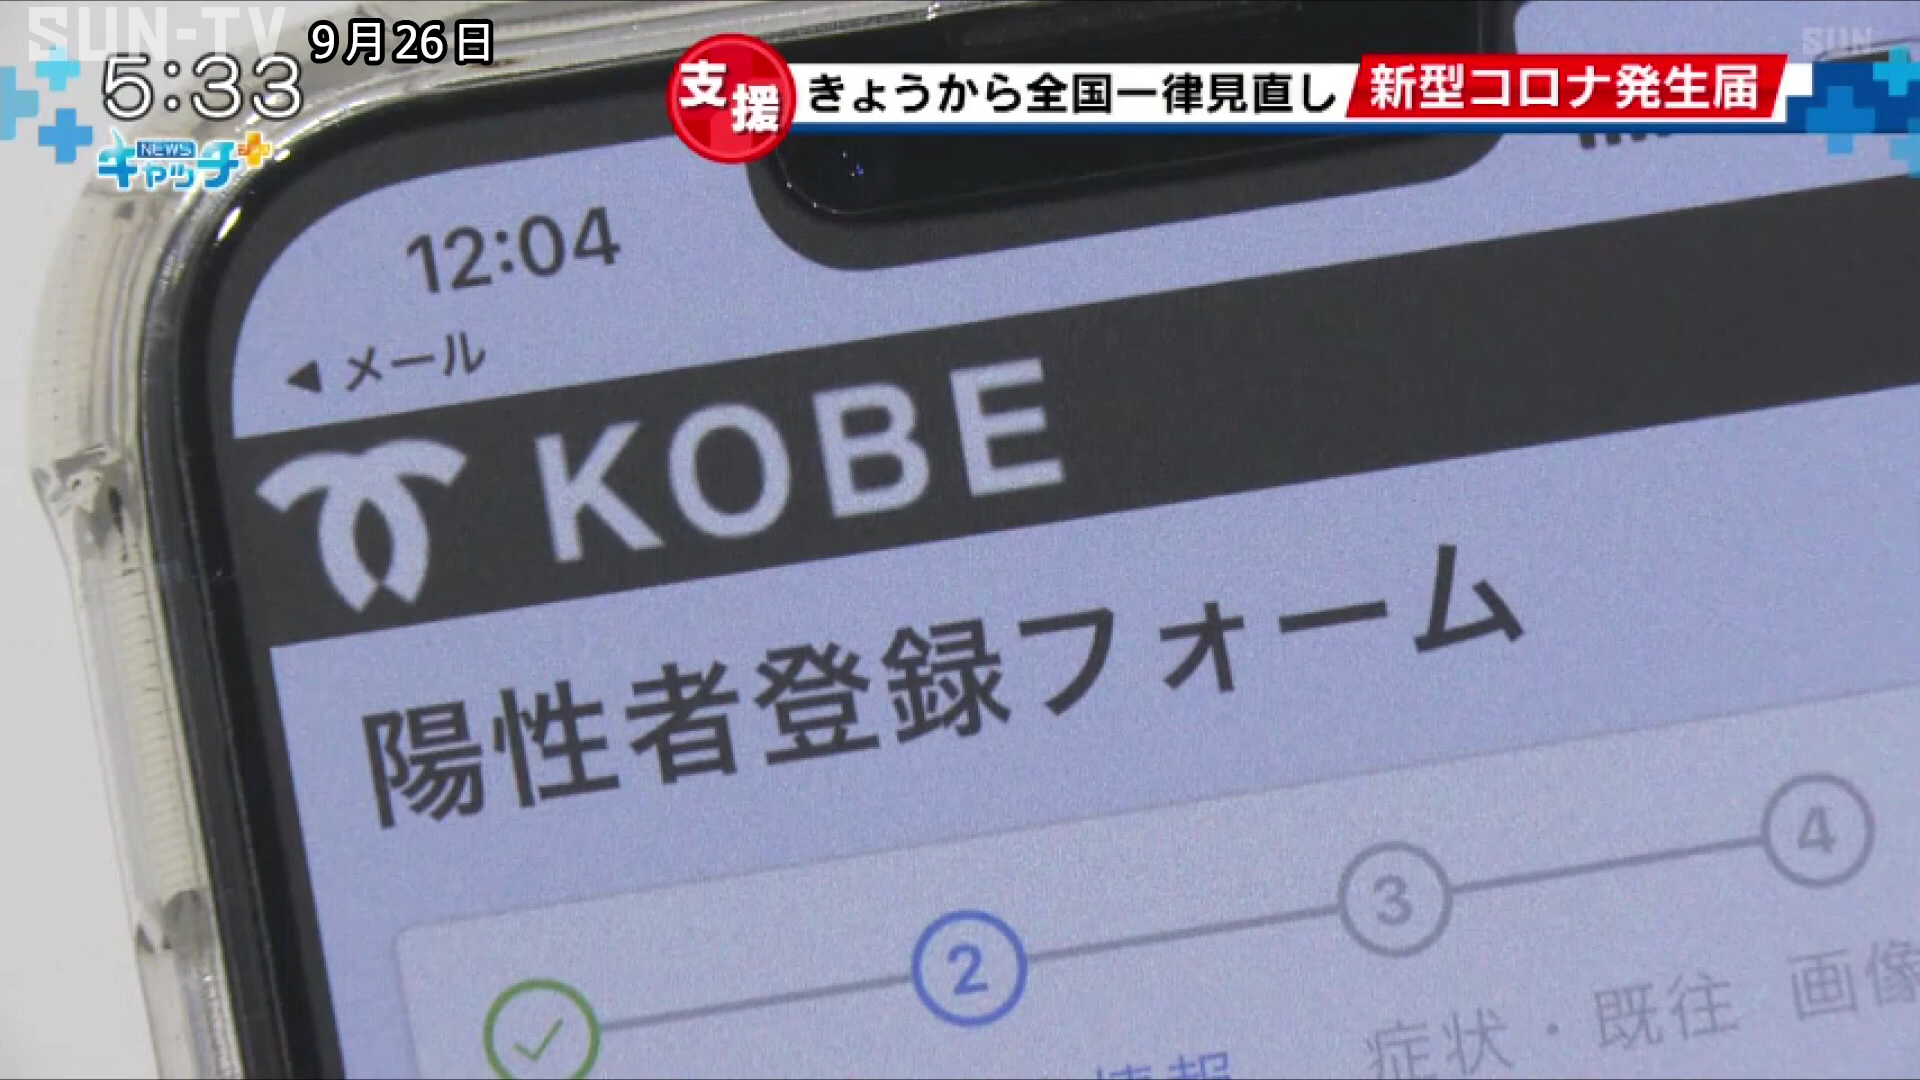 SUN-TV
5:33
9月26日
NEWS
キャッチ+
支援
きょうから全国一律見直し
新型コロナ発生届
SUN
12:04
◀ メール
KOBE
陽性者登録フォーム
2
3
4
情報
症状・既往
画像